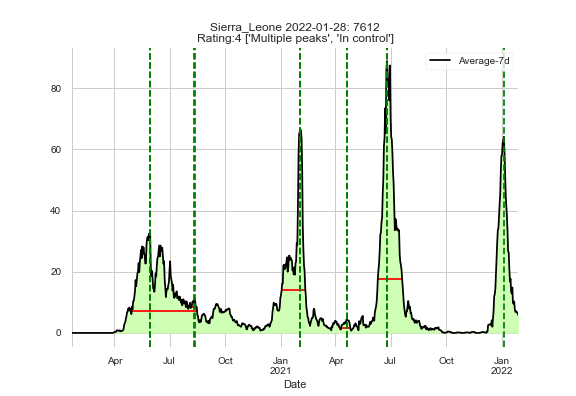 Sierra_Leone 2022-01-28: 7612
Rating:4 ['Multiple peaks', 'In control']
Average-7d
80
60
40
20
0
Apr Jul Oct Jan Apr Jul Oct Jan
2021 2022
Date